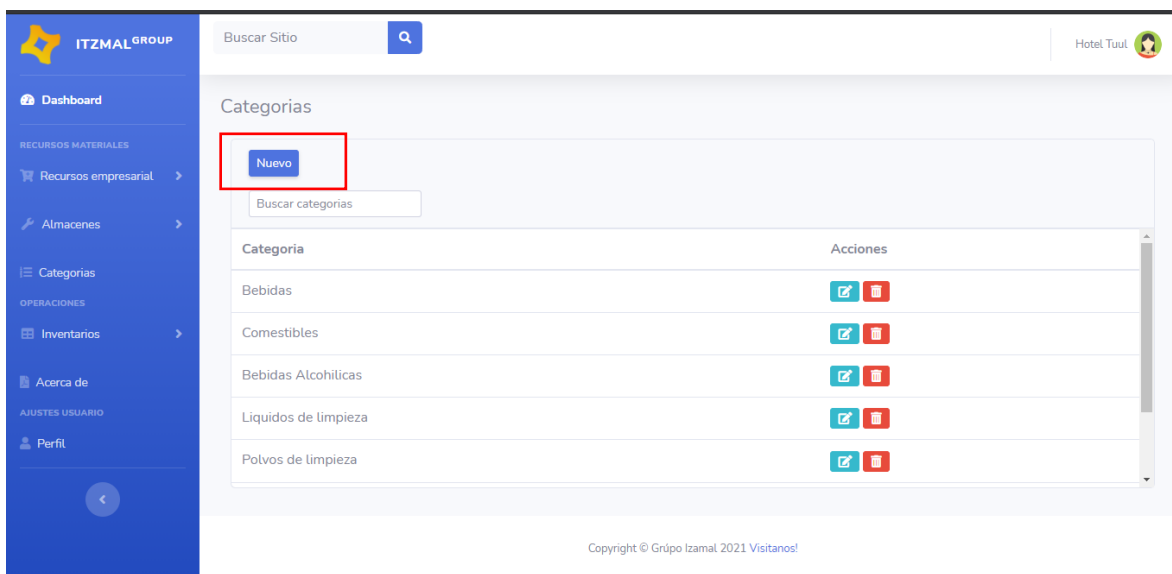 ITZMAL GROUP
Buscar Sitio
Hotel Tuul
Dashboard
Categorias
RECURSOS MATERIALES
Recursos empresarial
Nuevo
Almacenes
Buscar categorias
Categoria Acciones
Categorias
Bebidas
OPERACIONES
Inventarios
Comestibles
Acerca de
Bebidas Alcohilicas
AJUSTES USUARIO
Liquidos de limpieza
Perfil
Polvos de limpieza
Copyright © Grúpo Izamal 2021 Visitanos!